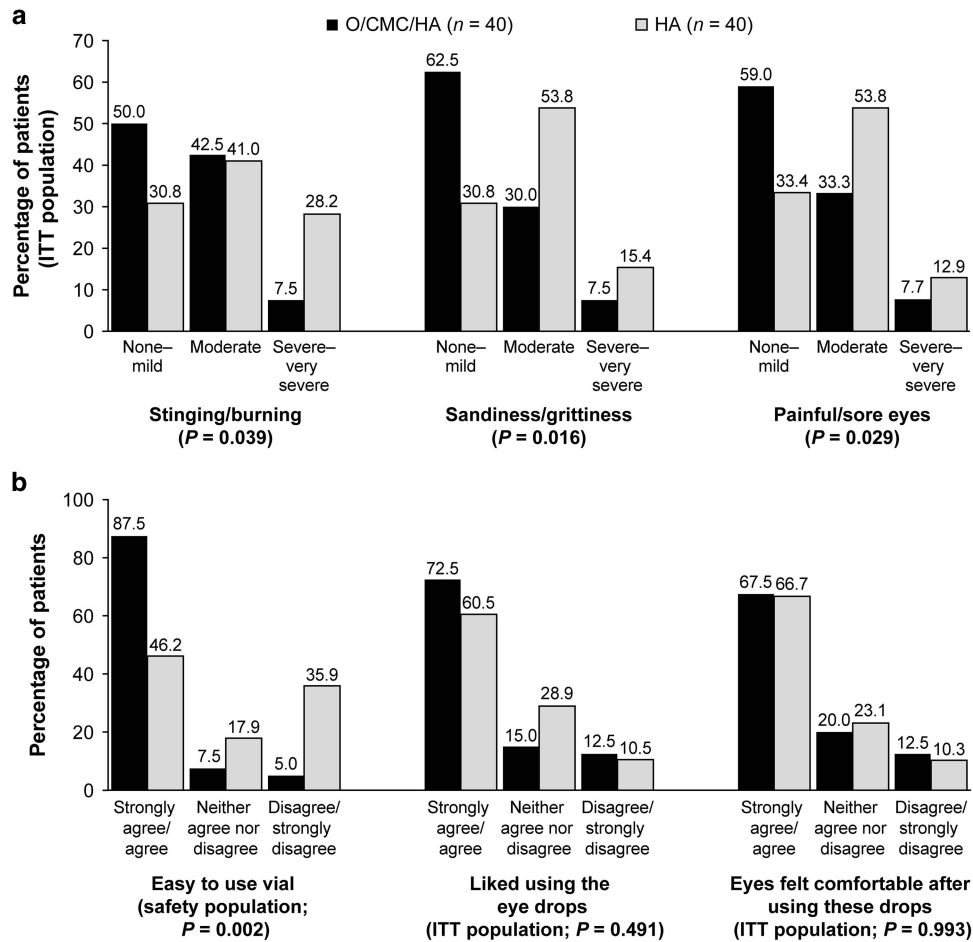 a
O/CMC/HA (n = 40)
HA (n = 40)
Percentage of patients
(ITT population)
70
60
50
40
30
20
10
0
50.0
30.8
42.5
41.0
7.5
28.2
62.5
30.8
30.0
53.8
7.5
15.4
59.0
33.4
33.3
53.8
7.7
12.9
None–
mild
Moderate
Severe–
very
severe
None–
mild
Moderate
Severe–
very
severe
None–
mild
Moderate
Severe–
very
severe
Stinging/burning
(P = 0.039)
Sandiness/grittiness
(P = 0.016)
Painful/sore eyes
(P = 0.029)
b
Percentage of patients
100
80
60
40
20
0
87.5
46.2
7.5
17.9
5.0
35.9
72.5
60.5
15.0
28.9
12.5
10.5
67.5
66.7
20.0
23.1
12.5
10.3
Strongly
agree/
agree
Neither
agree nor
disagree
Disagree/
strongly
disagree
Strongly
agree/
agree
Neither
agree nor
disagree
Disagree/
strongly
disagree
Strongly
agree/
agree
Neither
agree nor
disagree
Disagree/
strongly
disagree
Easy to use vial
(safety population;
P = 0.002)
Liked using the
eye drops
(ITT population; P = 0.491)
Eyes felt comfortable after
using these drops
(ITT population; P = 0.993)